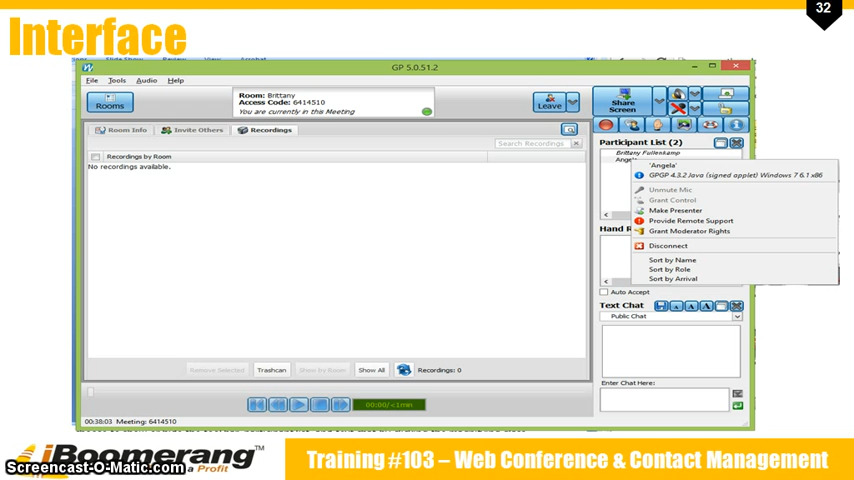 32
Interface
GP 5.0.51.2
File Tools Audio Help
Rooms
Room: Brittany
Access Code: 6414510
You are currently in this Meeting
Leave
Share
Screen
Room Info
Invite Others
Recordings
Search Recordings
Recordings by Room
No recordings available.
Participant List (2)
Brittany Fullenkamp
Ange
'Angela'
GPGP 4.3.2 Java (signed applet) Windows 7 6.1 x86
Unmute Mic
Grant Control
Make Presenter
Provide Remote Support
Grant Moderator Rights
Disconnect
Sort by Name
Sort by Role
Sort by Arrival
Hand R
Auto Accept
Text Chat
Public Chat
Enter Chat Here:
Remove Selected
Trashcan
Show by Room
Show All
Recordings: 0
00:00/<1min
00:38:03 Meeting: 6414510
iBoomerang™
a Profit
Screencast-O-Matic.com
Training #103 – Web Conference & Contact Management